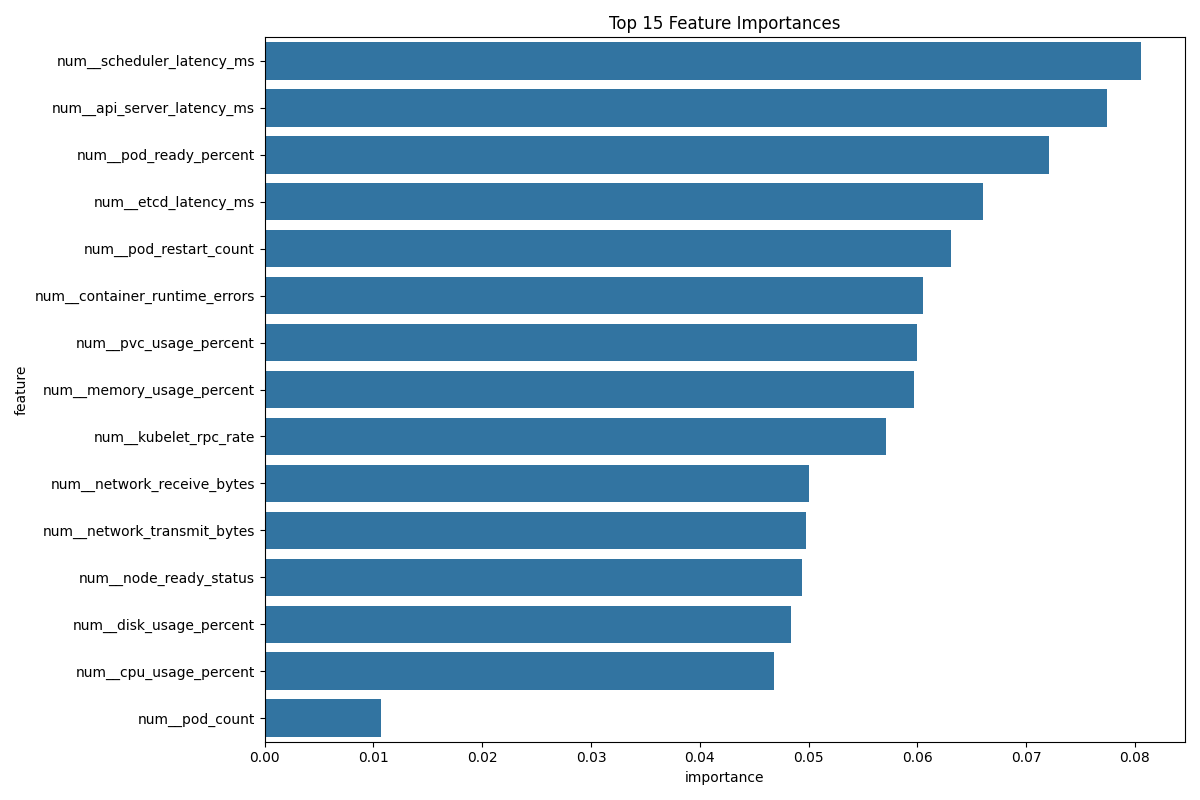 Top 15 Feature Importances
num__scheduler_latency_ms
num__api_server_latency_ms
num__pod_ready_percent
num__etcd_latency_ms
num__pod_restart_count
num__container_runtime_errors
num__pvc_usage_percent
num__memory_usage_percent
num__kubelet_rpc_rate
num__network_receive_bytes
num__network_transmit_bytes
num__node_ready_status
num__disk_usage_percent
num__cpu_usage_percent
num__pod_count
feature
0.00 0.01 0.02 0.03 0.04 0.05 0.06 0.07 0.08
importance